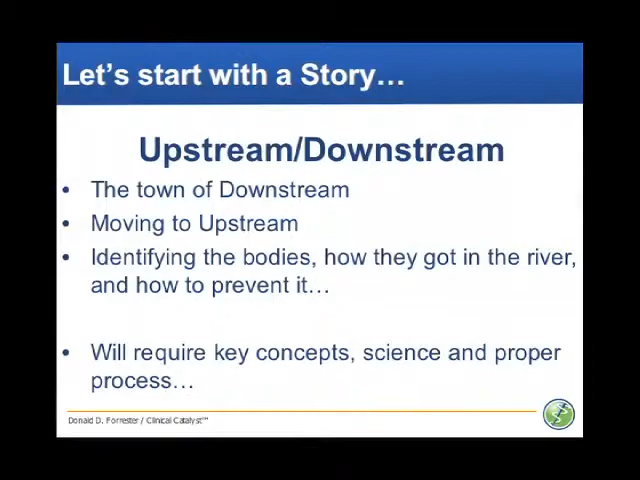 Let's start with a Story…
Upstream/Downstream
• The town of Downstream
• Moving to Upstream
• Identifying the bodies, how they got in the river,
and how to prevent it…
• Will require key concepts, science and proper
process…
Donald D. Forrester / Clinical Catalyst™